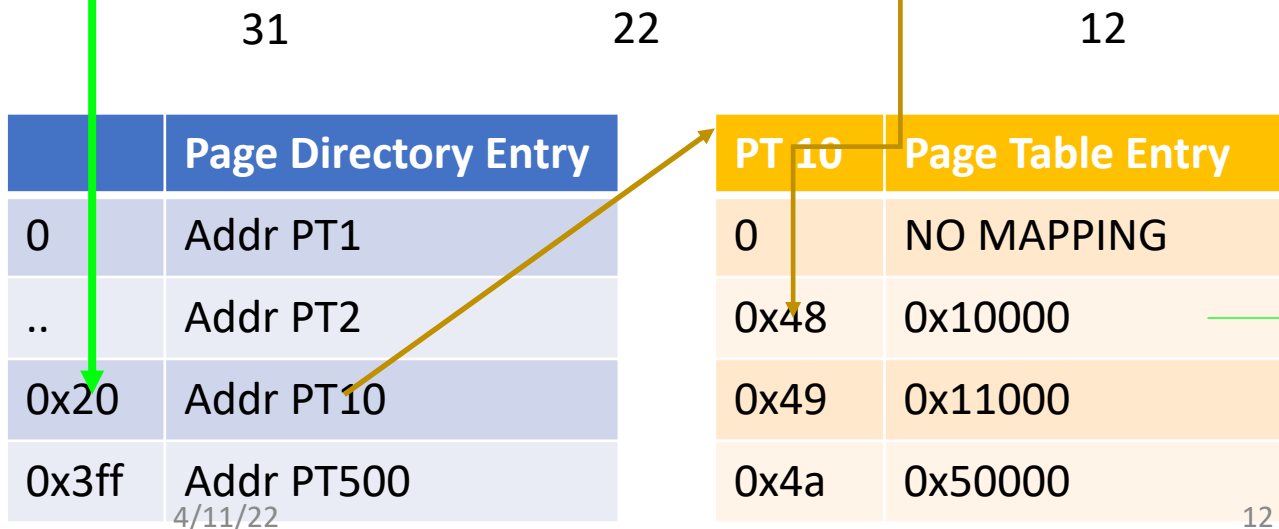 31 22 12
Page Directory Entry PT 10 Page Table Entry
0 Addr PT1 0 NO MAPPING
.. Addr PT2 0x48 0x10000
0x20 Addr PT10 0x49 0x11000
0x3ff Addr PT500 0x4a 0x50000
4/11/22 12